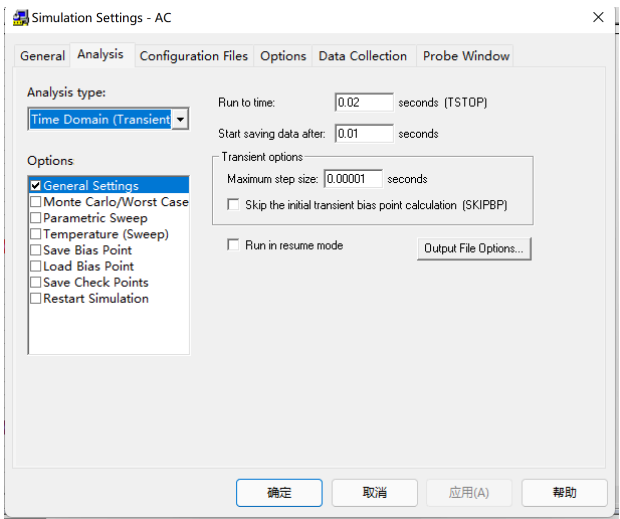 Simulation Settings - AC
General Analysis Configuration Files Options Data Collection Probe Window
Analysis type:
Time Domain (Transient
Run to time: 0.02 seconds (TSTOP)
Start saving data after: 0.01 seconds
Options
Transient options
Maximum step size: 0.00001 seconds
Skip the initial transient bias point calculation (SKIPBP)
General Settings
Monte Carlo/Worst Case
Parametric Sweep
Temperature (Sweep)
Save Bias Point
Load Bias Point
Save Check Points
Restart Simulation
Run in resume mode
Output File Options...
确定 取消 应用(A) 帮助